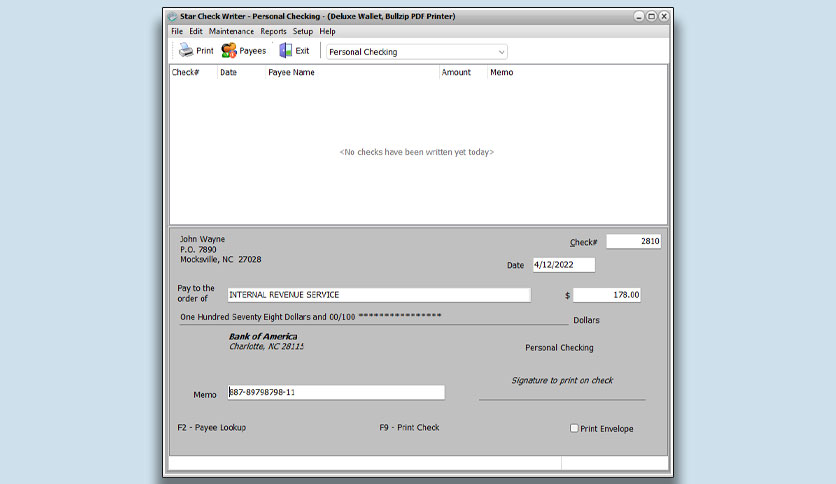 Star Check Writer - Personal Checking - (Deluxe Wallet, Bullzip PDF Printer)
File Edit Maintenance Reports Setup Help
Print Payees Exit Personal Checking
Check# Date Payee Name Amount Memo
<No checks have been written yet today>
John Wayne
P.O. 7890
Mocksville, NC 27028
Check# 2810
Date 4/12/2022
Pay to the
order of INTERNAL REVENUE SERVICE $ 178.00
One Hundred Seventy Eight Dollars and 00/100 ****************
Dollars
Bank of America
Charlotte, NC 28115
Personal Checking
Signature to print on check
Memo 887-89798798-11
F2 - Payee Lookup F9 - Print Check Print Envelope